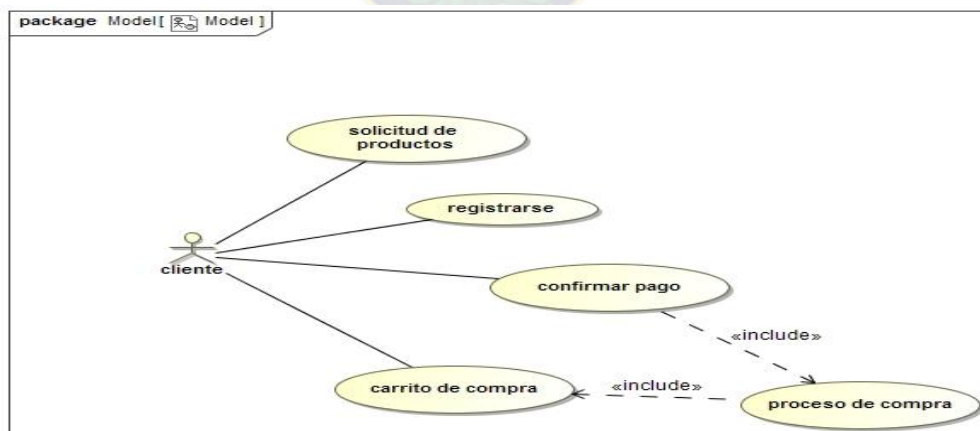 package Model [ Model ]
solicitud de
productos
registrarse
cliente
confirmar pago
«include»
carrito de compra
«include»
proceso de compra